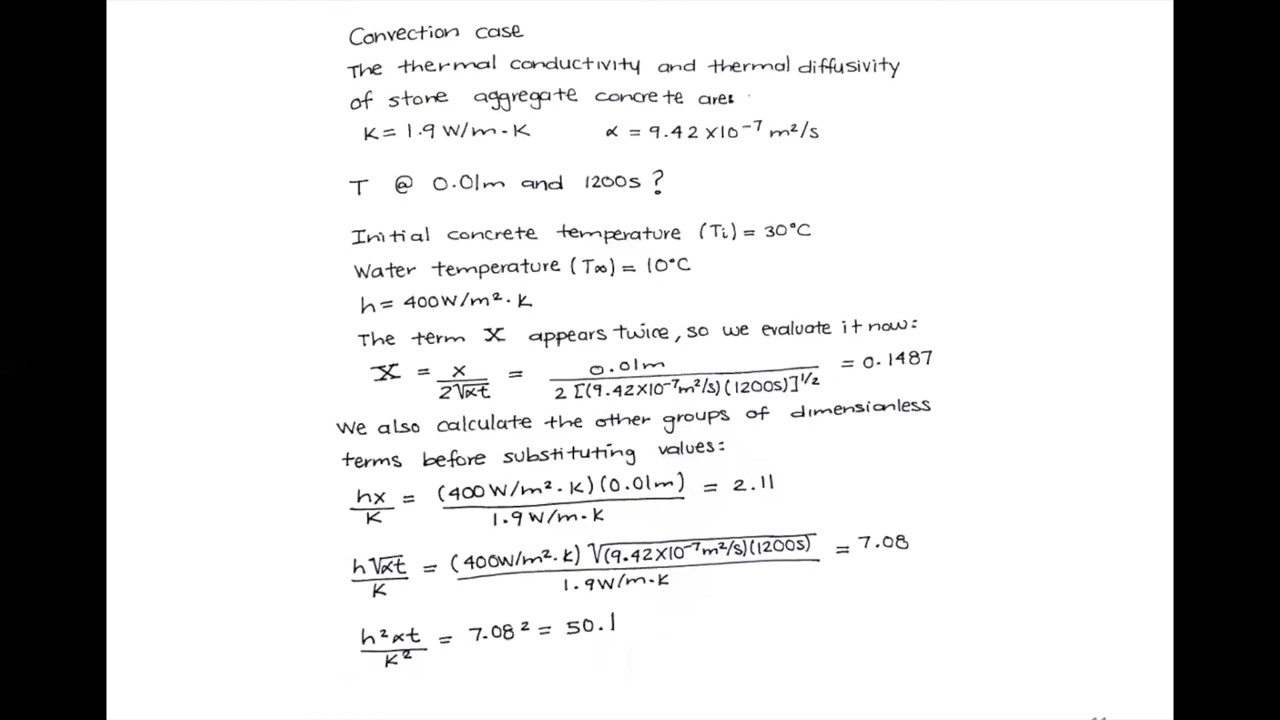 Convection case
The thermal conductivity and thermal diffusivity
of stone aggregate concrete are:
K = 1.9 W/m·K α = 9.42 x10⁻⁷ m²/s
T @ 0.01m and 1200s?
Initial concrete temperature (Ti) = 30°C
Water temperature (T∞) = 10°C
h = 400W/m²·K
The term X appears twice, so we evaluate it now:
X = x / 2√αt = 0.01m / 2 [(9.42x10⁻⁷m²/s)(1200s)]^1/2 = 0.1487
We also calculate the other groups of dimensionless
terms before substituting values:
hx / K = (400W/m²·K)(0.01m) / 1.9W/m·K = 2.11
h√αt / K = (400W/m²·K) √(9.42x10⁻⁷m²/s)(1200s) / 1.9W/m·K = 7.08
h²αt / K² = 7.08² = 50.1